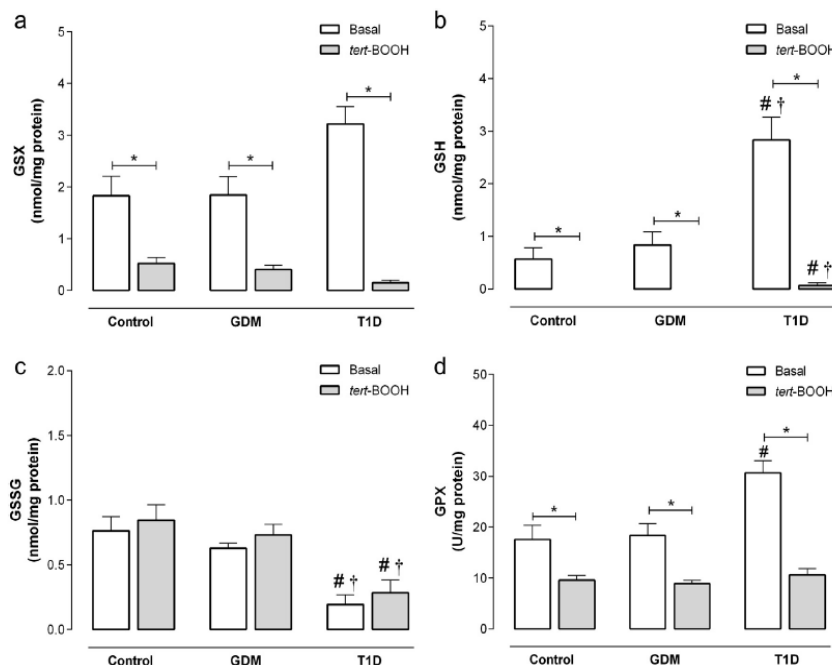 a
Basal
tert-BOOH
GSX
(nmol/mg protein)
5
4
3
2
1
0
*
*
*
Control
GDM
T1D
b
Basal
tert-BOOH
GSH
(nmol/mg protein)
5
4
3
2
1
0
*
*
*
# †
# †
Control
GDM
T1D
c
Basal
tert-BOOH
GSSG
(nmol/mg protein)
2.0
1.5
1.0
0.5
0.0
# †
# †
Control
GDM
T1D
d
Basal
tert-BOOH
GPX
(U/mg protein)
50
40
30
20
10
0
*
*
*
#
Control
GDM
T1D